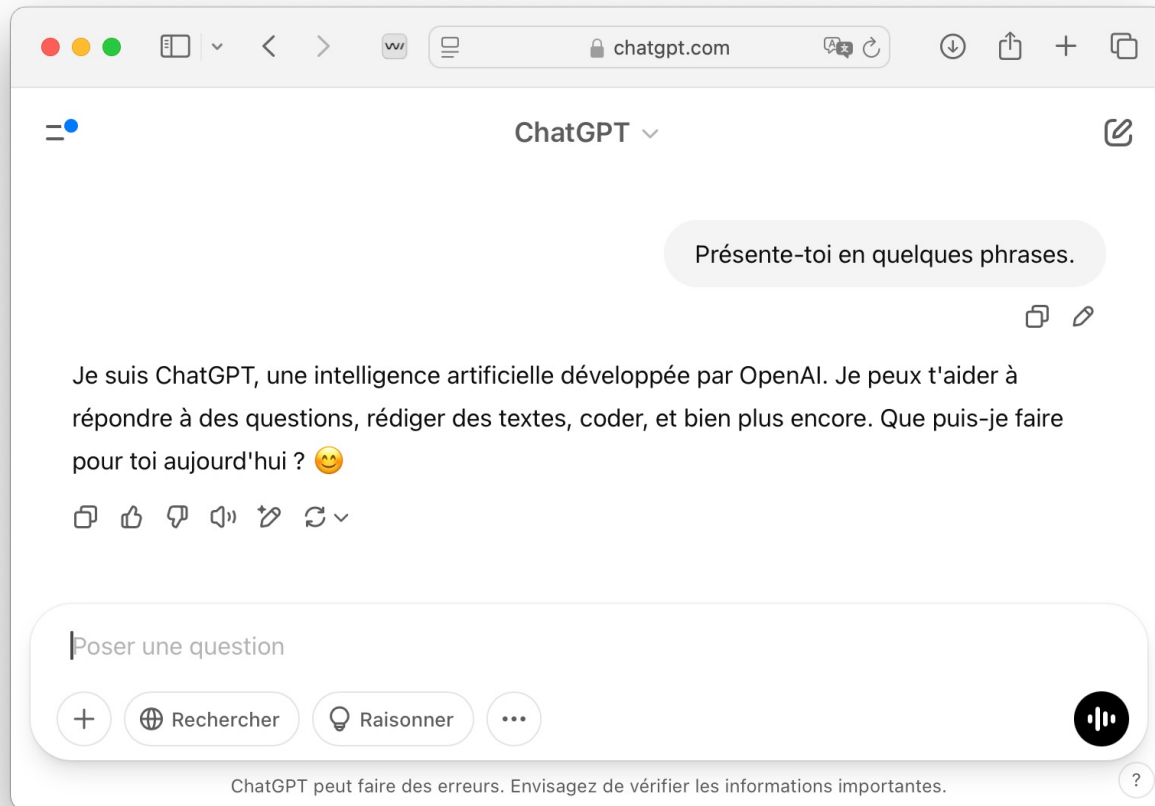 chatgpt.com
ChatGPT
Présente-toi en quelques phrases.
Je suis ChatGPT, une intelligence artificielle développée par OpenAI. Je peux t'aider à
répondre à des questions, rédiger des textes, coder, et bien plus encore. Que puis-je faire
pour toi aujourd'hui ? 😊
Poser une question
Rechercher
Raisonner
ChatGPT peut faire des erreurs. Envisagez de vérifier les informations importantes.
?